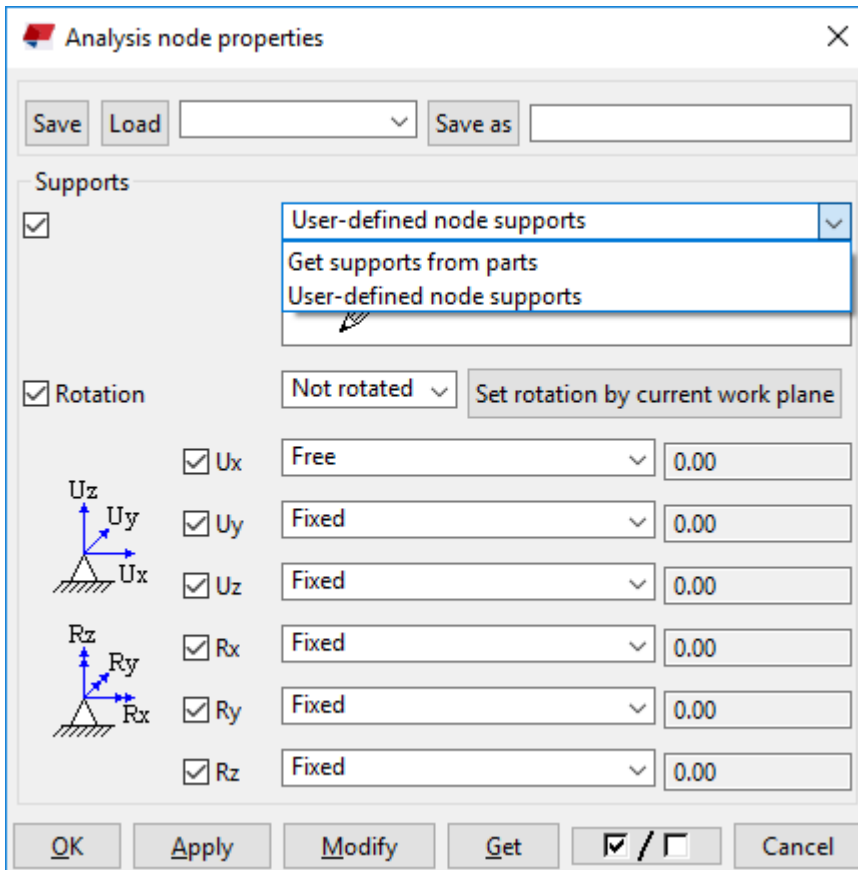 Analysis node properties
Save Load Save as
Supports
User-defined node supports
Get supports from parts
User-defined node supports
Rotation Not rotated Set rotation by current work plane
Ux Free 0.00
Uz
Uy
Ux
Uy Fixed 0.00
Uz Fixed 0.00
Rz
Ry
Rx
Rx Fixed 0.00
Ry Fixed 0.00
Rz Fixed 0.00
OK Apply Modify Get / Cancel